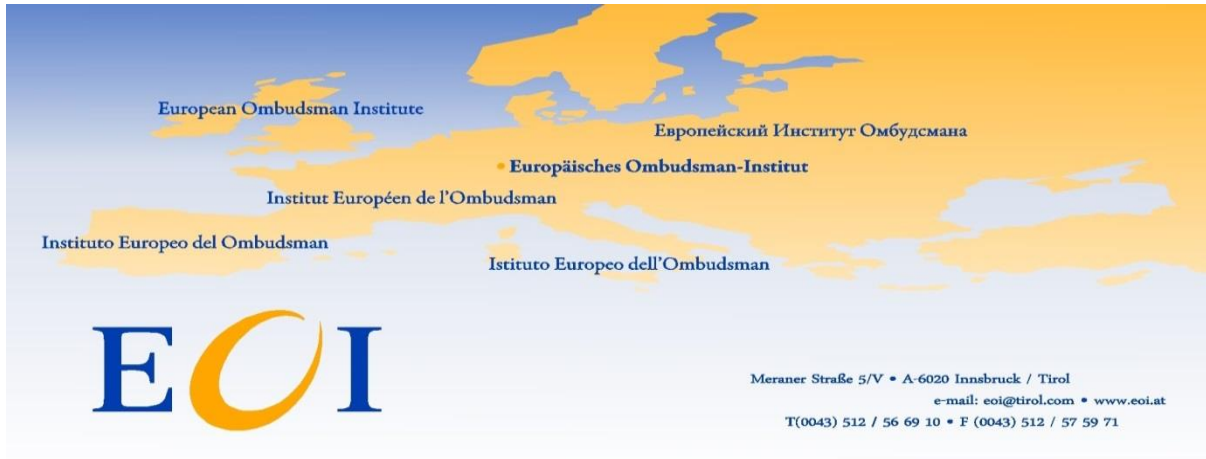 European Ombudsman Institute
Европейский Институт Омбудсмана
• Europäisches Ombudsman-Institut
Institut Européen de l’Ombudsman
Instituto Europeo del Ombudsman
Istituto Europeo dell’Ombudsman
EOI
Meraner Straße 5/V • A-6020 Innsbruck / Tirol
e-mail: eoi@tirol.com • www.eoi.at
T(0043) 512 / 56 69 10 • F (0043) 512 / 57 59 71